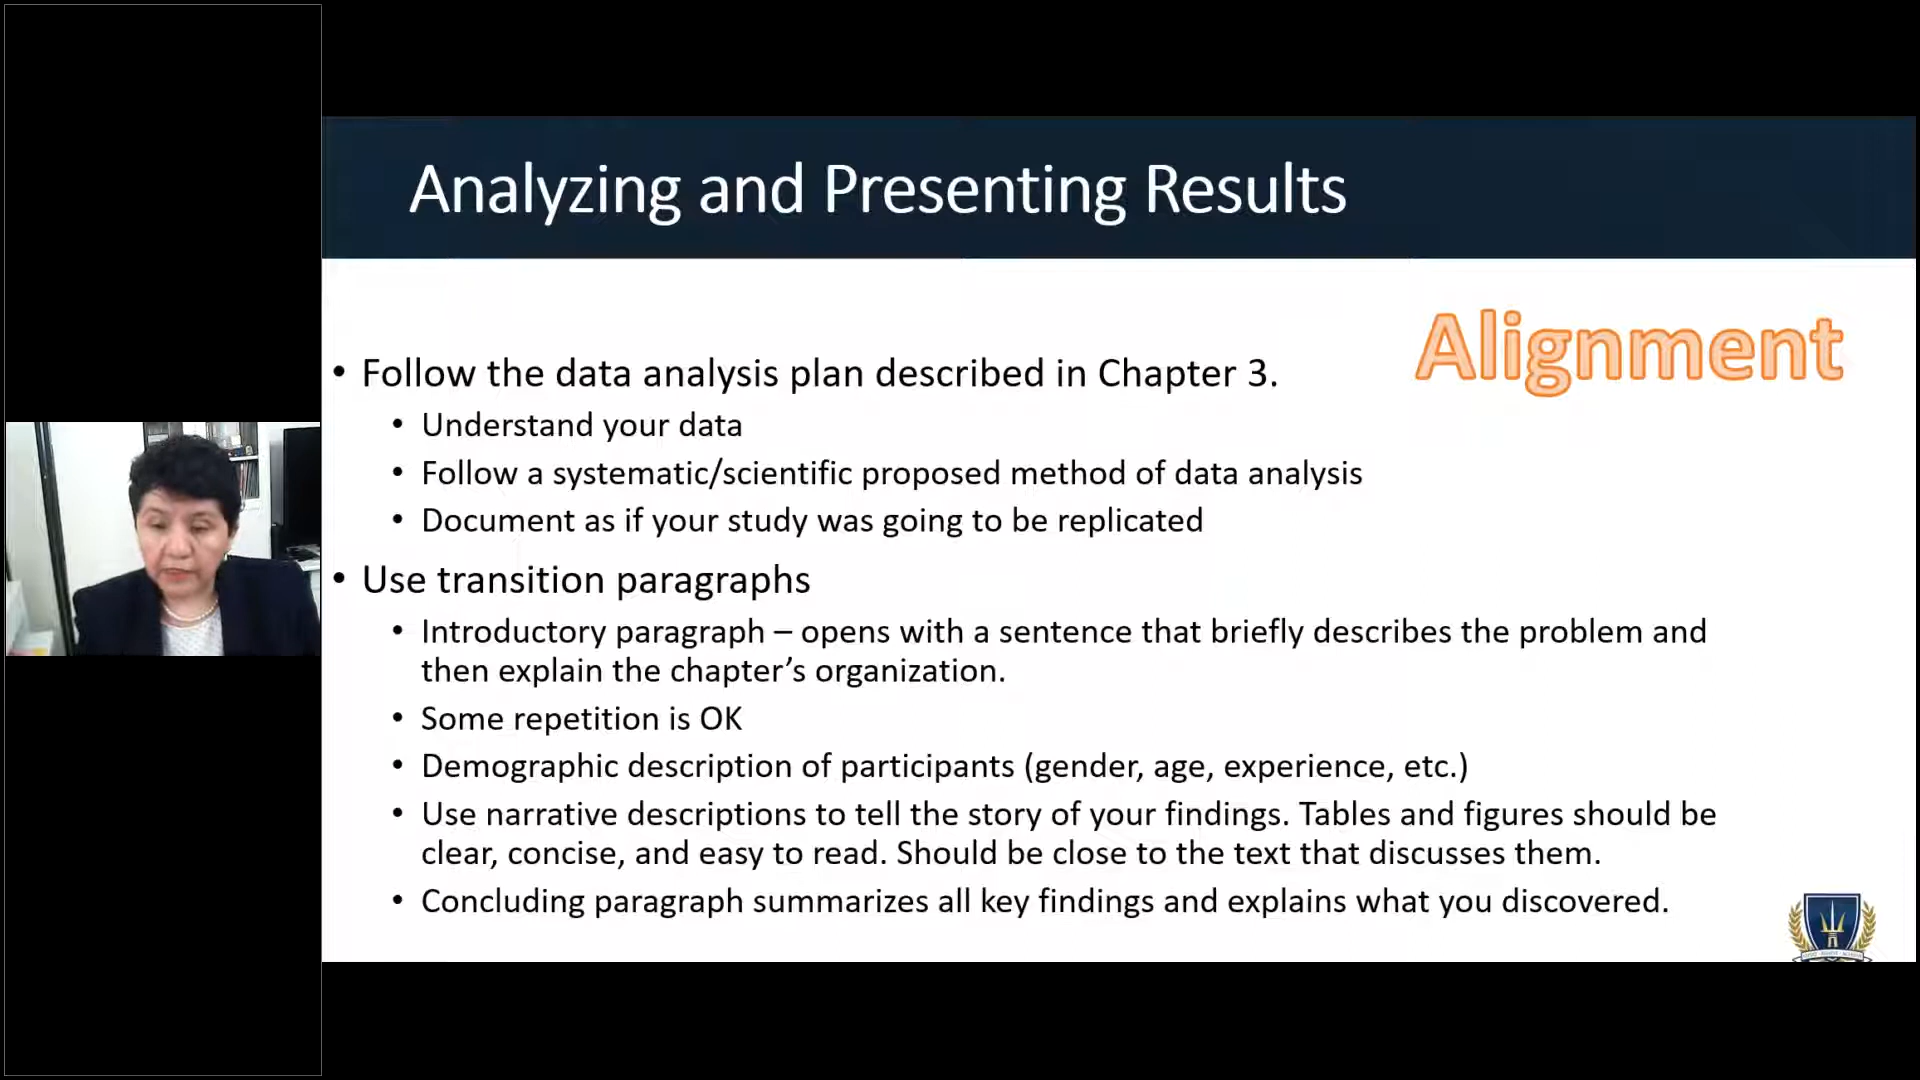 Analyzing and Presenting Results
Alignment
• Follow the data analysis plan described in Chapter 3.
• Understand your data
• Follow a systematic/scientific proposed method of data analysis
• Document as if your study was going to be replicated
• Use transition paragraphs
• Introductory paragraph – opens with a sentence that briefly describes the problem and
then explain the chapter’s organization.
• Some repetition is OK
• Demographic description of participants (gender, age, experience, etc.)
• Use narrative descriptions to tell the story of your findings. Tables and figures should be
clear, concise, and easy to read. Should be close to the text that discusses them.
• Concluding paragraph summarizes all key findings and explains what you discovered.